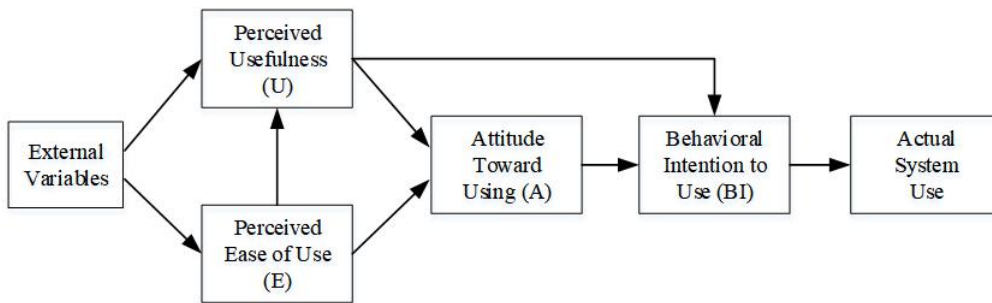 Perceived
Usefulness
(U)
External
Variables
Perceived
Ease of Use
(E)
Attitude
Toward
Using (A)
Behavioral
Intention to
Use (BI)
Actual
System
Use